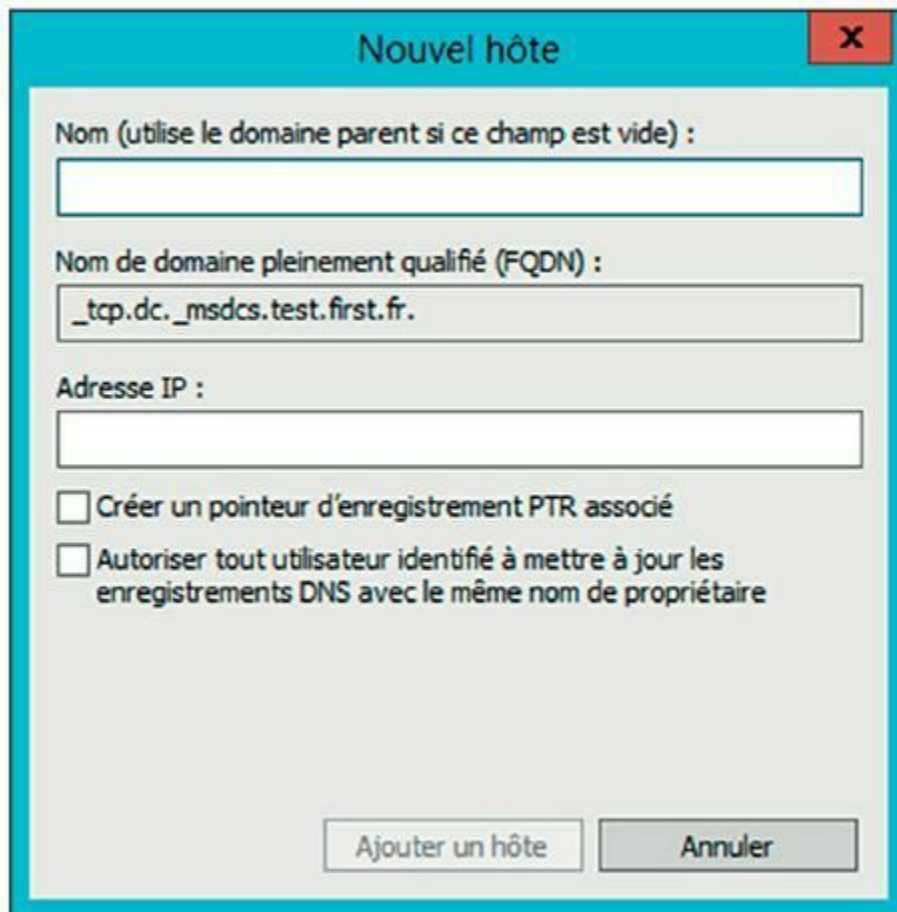 Nouvel hôte
X
Nom (utilise le domaine parent si ce champ est vide) :
Nom de domaine pleinement qualifié (FQDN) :
_tcp.dc._msdcs.test.first.fr.
Adresse IP :
Créer un pointeur d'enregistrement PTR associé
Autoriser tout utilisateur identifié à mettre à jour les
enregistrements DNS avec le même nom de propriétaire
Ajouter un hôte
Annuler